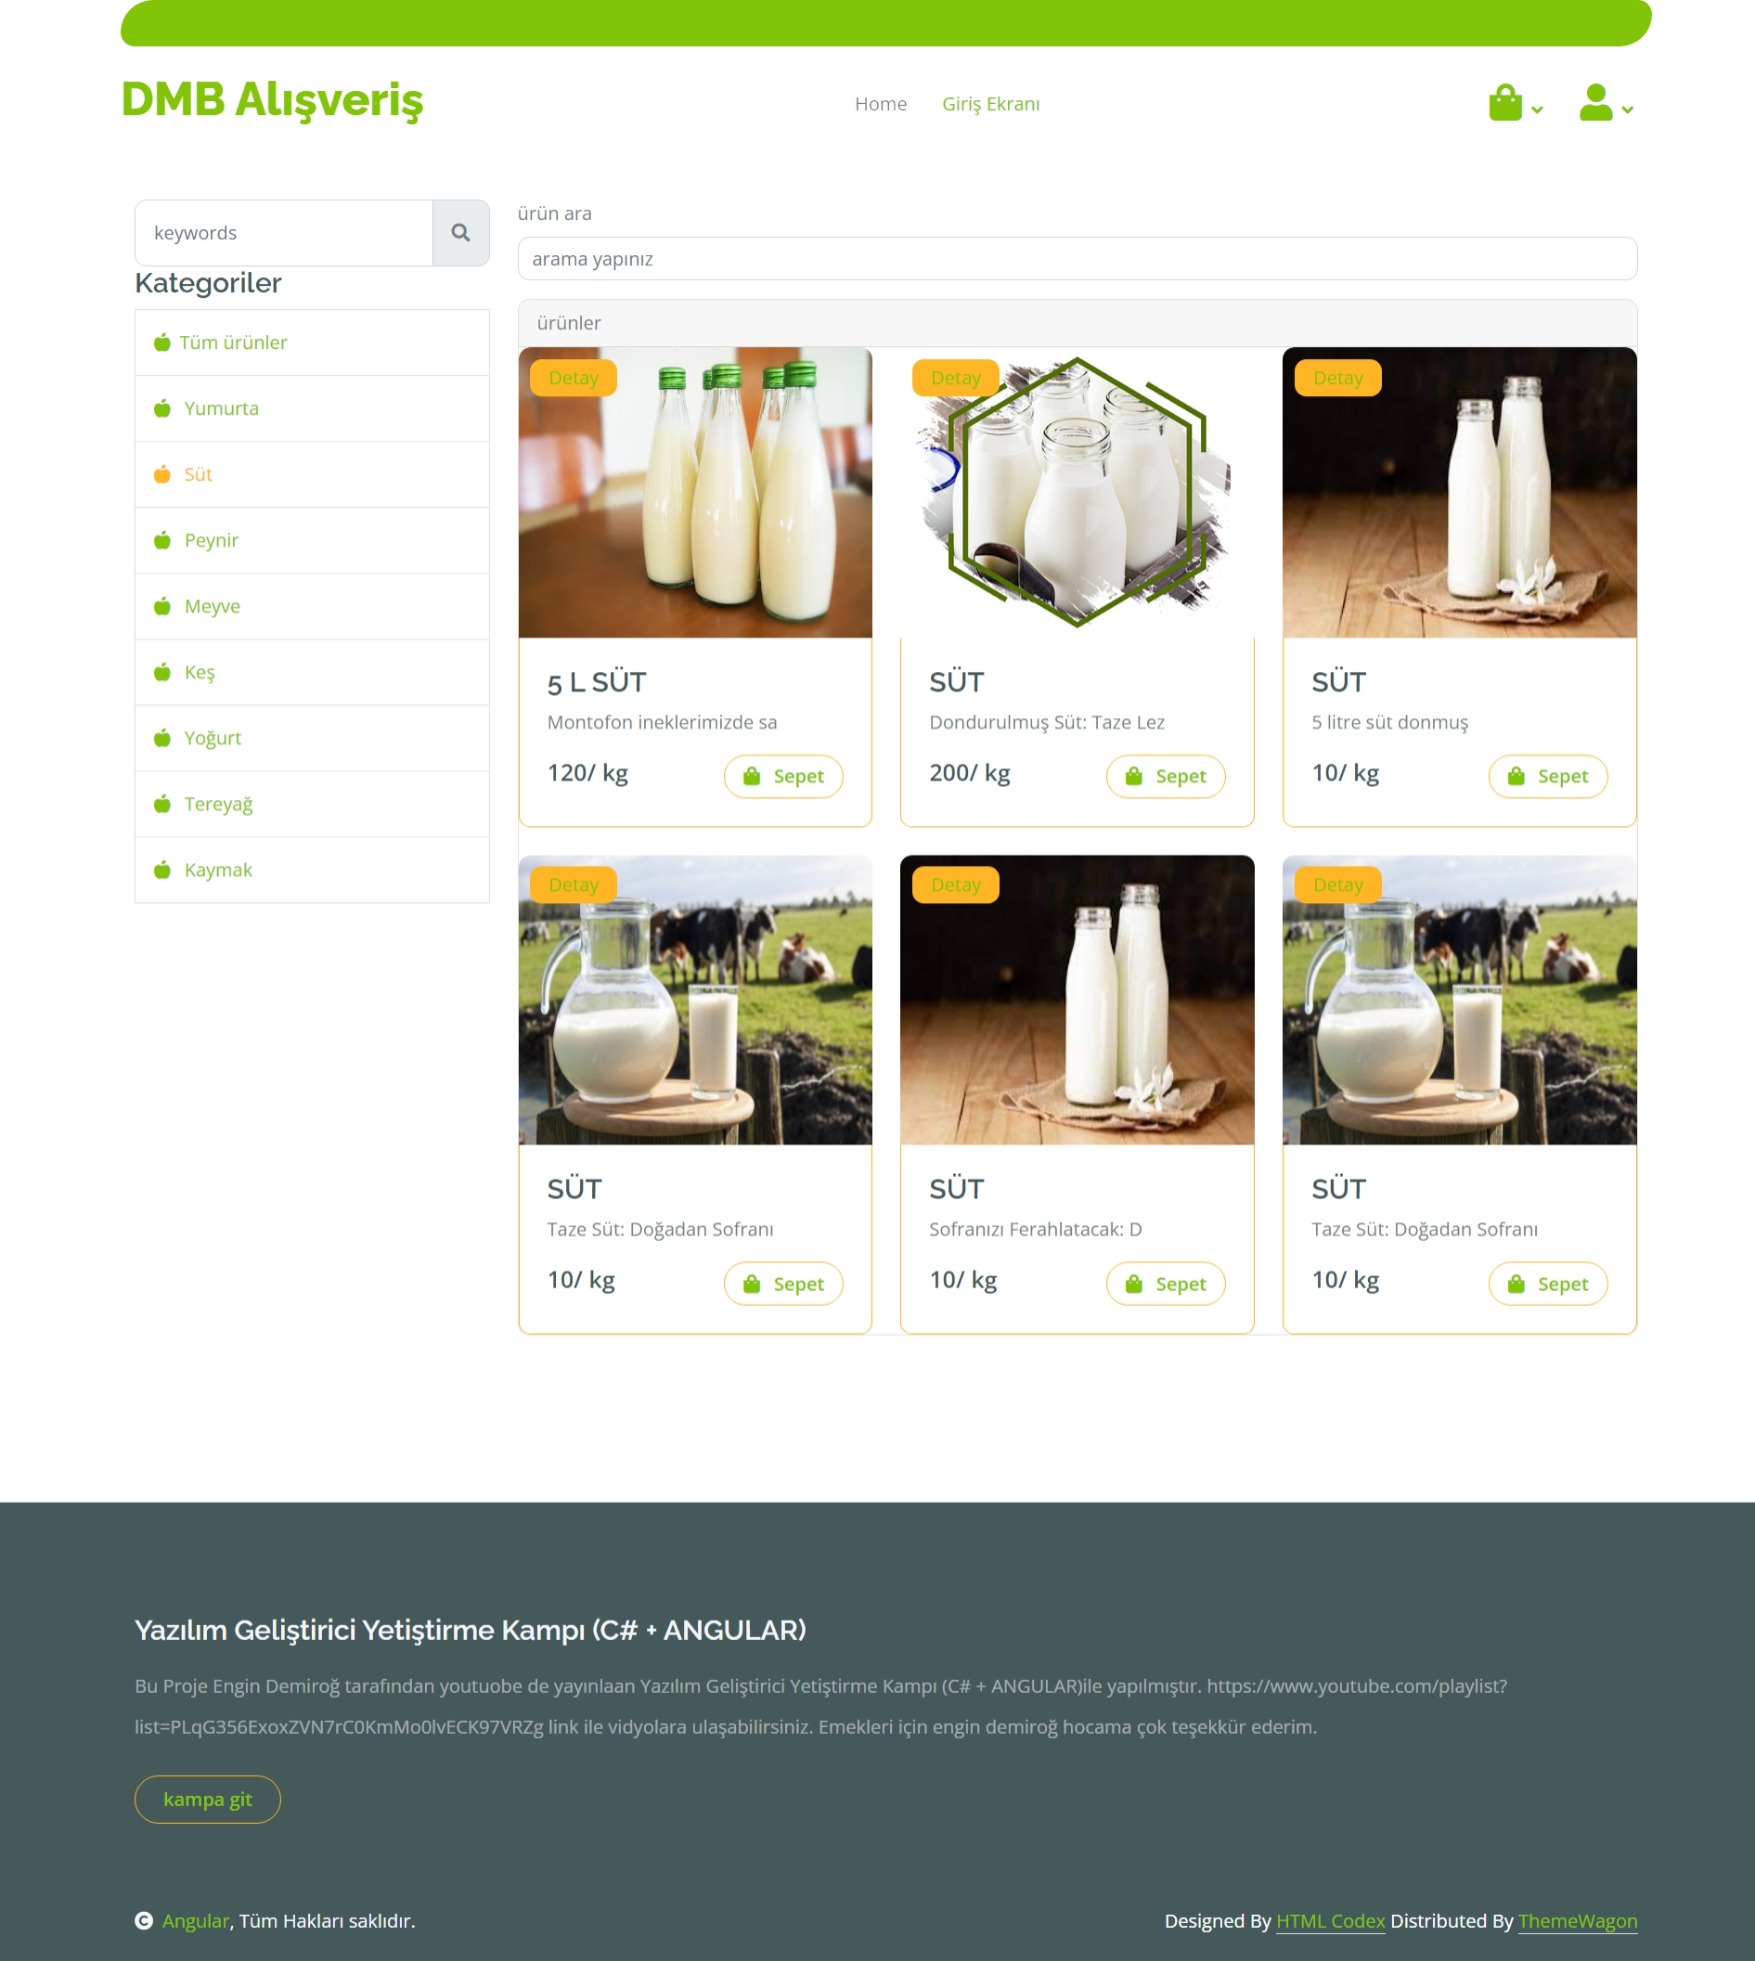 DMB Alışveriş
Home
Giriş Ekranı
keywords
Kategoriler
Tüm ürünler
Yumurta
Süt
Peynir
Meyve
Keş
Yoğurt
Tereyağ
Kaymak
ürün ara
arama yapınız
ürünler
Detay
5 L SÜT
Montofon ineklerimizde sa
120/ kg
Sepet
Detay
SÜT
Dondurulmuş Süt: Taze Lez
200/ kg
Sepet
Detay
SÜT
5 litre süt donmuş
10/ kg
Sepet
Detay
SÜT
Taze Süt: Doğadan Sofranı
10/ kg
Sepet
Detay
SÜT
Sofranızı Ferahlatacak: D
10/ kg
Sepet
Detay
SÜT
Taze Süt: Doğadan Sofranı
10/ kg
Sepet
Yazılım Geliştirici Yetiştirme Kampı (C# + ANGULAR)
Bu Proje Engin Demiroğ tarafından youtuobe de yayınlaan Yazılım Geliştirici Yetiştirme Kampı (C# + ANGULAR)ile yapılmıştır. https://www.youtube.com/playlist?
list=PLqG356ExoxZVN7rC0KmMo0lvECK97VRZg link ile vidyolara ulaşabilirsiniz. Emekleri için engin demiroğ hocama çok teşekkür ederim.
kampa git
Angular, Tüm Hakları saklıdır.
Designed By HTML Codex Distributed By ThemeWagon